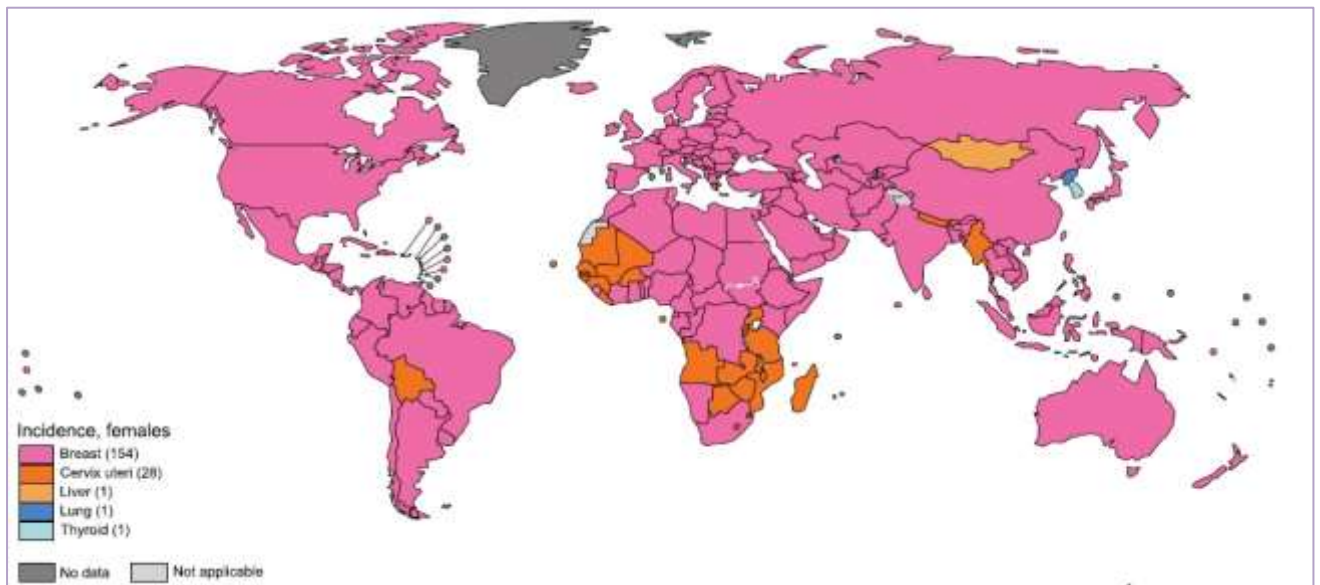 Incidence, females
Breast (154)
Cervix uteri (28)
Liver (1)
Lung (1)
Thyroid (1)
No data
Not applicable